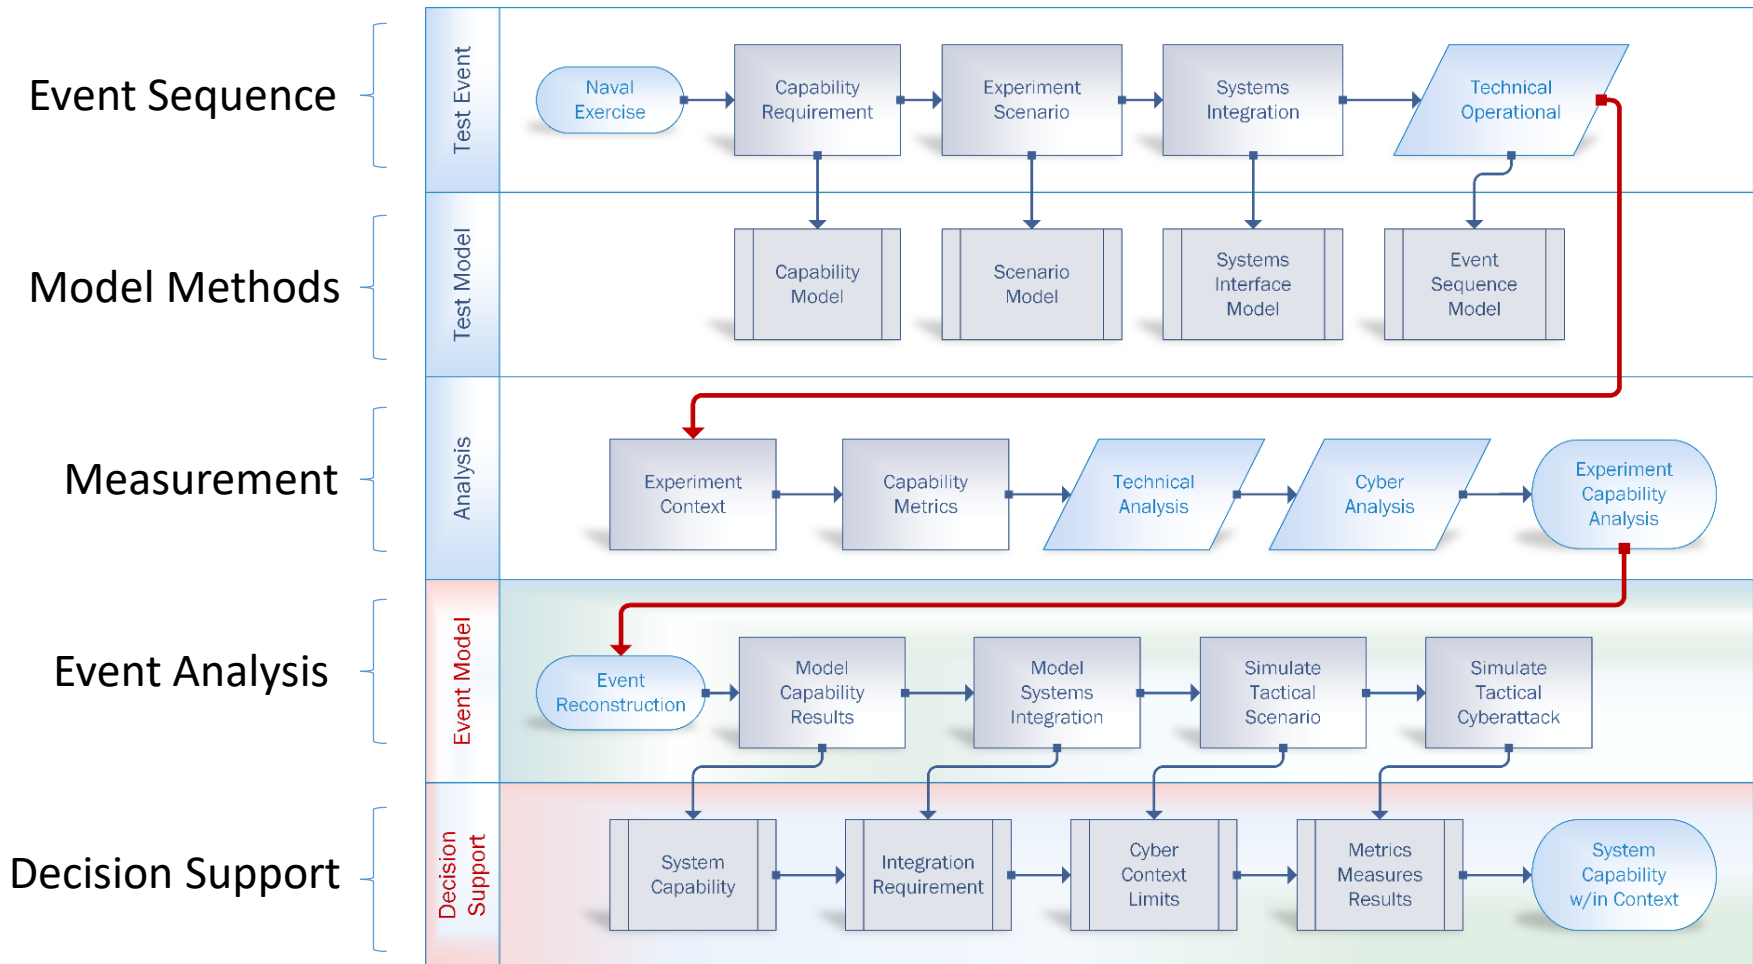 Event Sequence
Test Event
Naval
Exercise
Capability
Requirement
Experiment
Scenario
Systems
Integration
Technical
Operational
Model Methods
Test Model
Capability
Model
Scenario
Model
Systems
Interface
Model
Event
Sequence
Model
Measurement
Analysis
Experiment
Context
Capability
Metrics
Technical
Analysis
Cyber
Analysis
Experiment
Capability
Analysis
Event Analysis
Event Model
Event
Reconstruction
Model
Capability
Results
Model
Systems
Integration
Simulate
Tactical
Scenario
Simulate
Tactical
Cyberattack
Decision Support
Decision
Support
System
Capability
Integration
Requirement
Cyber
Context
Limits
Metrics
Measures
Results
System
Capability
w/in Context